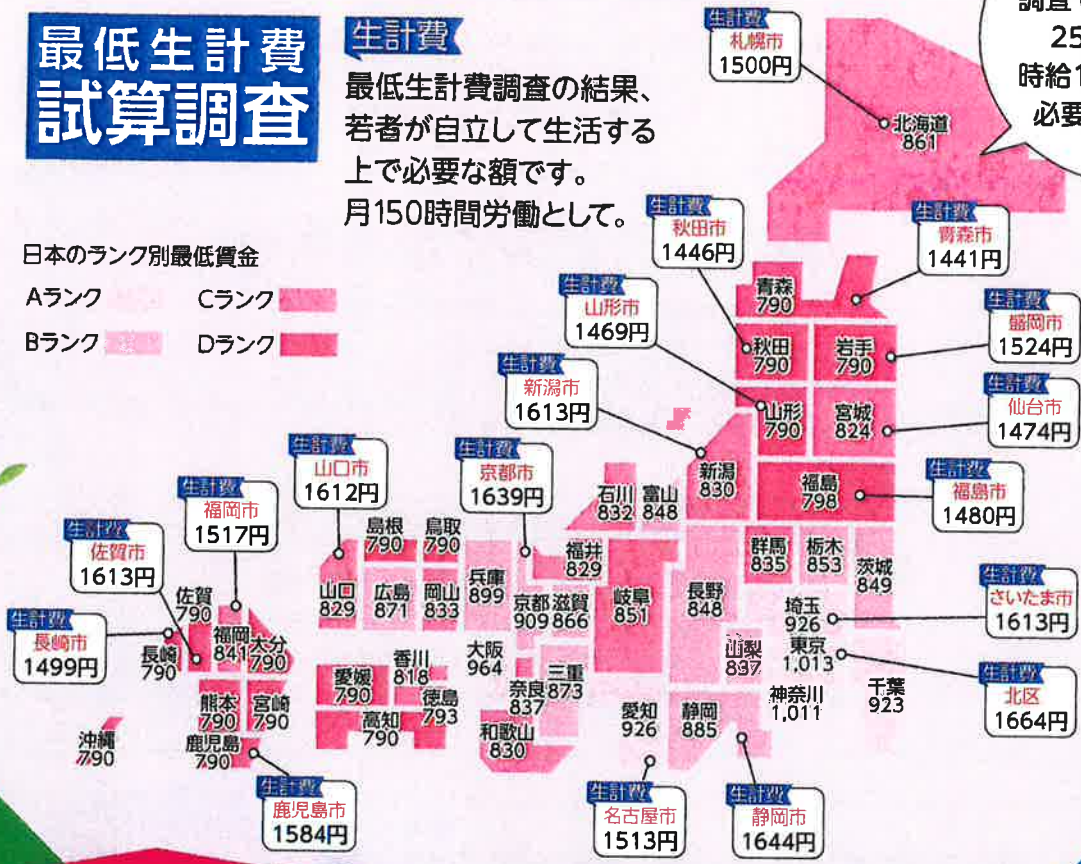 最低生計費
試算調査
生計費
最低生計費調査の結果、
若者が自立して生活する
上で必要な額です。
月150時間労働として。
日本のランク別最低賃金
Aランク
Cランク
Bランク
Dランク
25
時給1
必要
生計費
札幌市
1500円
北海道
861
生計費
秋田市
1446円
生計費
青森市
1441円
生計費
山形市
1469円
生計費
盛岡市
1524円
生計費
新潟市
1613円
生計費
仙台市
1474円
生計費
福島市
1480円
青森
790
秋田
790
岩手
790
山形
790
宮城
824
新潟
830
福島
798
生計費
山口市
1612円
生計費
京都市
1639円
生計費
福岡市
1517円
生計費
佐賀市
1613円
生計費
長崎市
1499円
石川
832
富山
848
福井
829
岐阜
851
長野
848
群馬
835
栃木
853
茨城
849
埼玉
926
東京
1,013
千葉
923
神奈川
1,011
山梨
837
静岡
885
愛知
926
三重
873
滋賀
866
京都
909
兵庫
899
大阪
964
奈良
837
和歌山
830
島根
790
鳥取
790
山口
829
広島
871
岡山
833
愛媛
790
香川
818
徳島
793
高知
790
佐賀
790
福岡
841
大分
790
長崎
790
熊本
790
宮崎
790
鹿児島
790
沖縄
790
生計費
さいたま市
1613円
生計費
北区
1664円
生計費
鹿児島市
1584円
生計費
名古屋市
1513円
生計費
静岡市
1644円